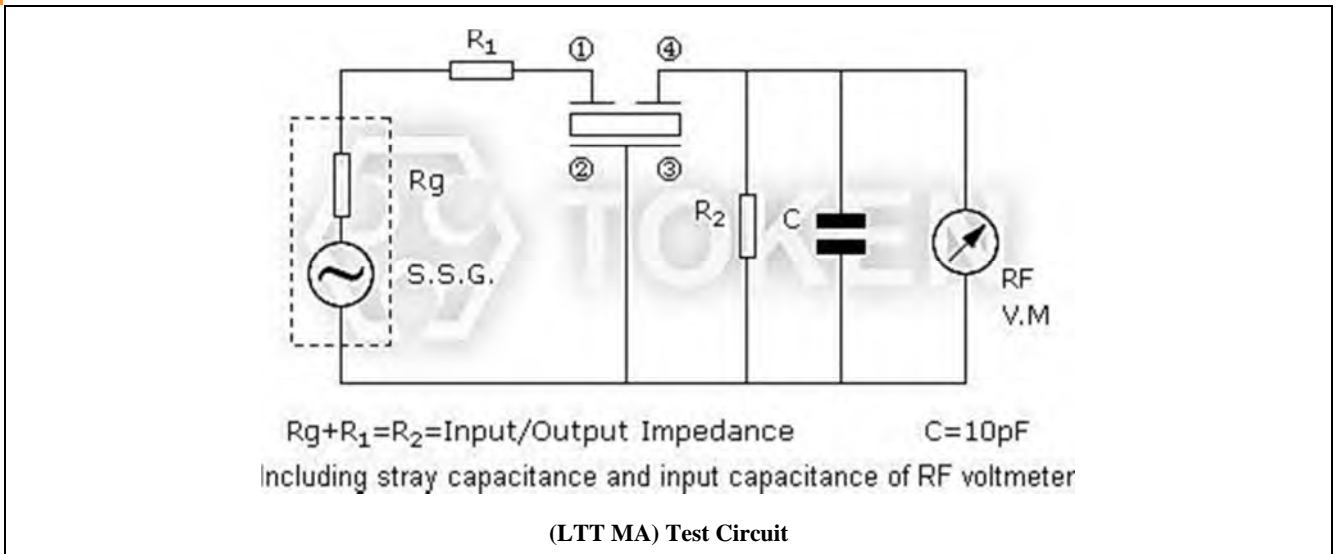 R1
① ④
② ③
Rg
S.S.G.
R2
C
RF
V.M
TOKEN
Rg+R1=R2=Input/Output Impedance C=10pF
Including stray capacitance and input capacitance of RF voltmeter
(LTT MA) Test Circuit